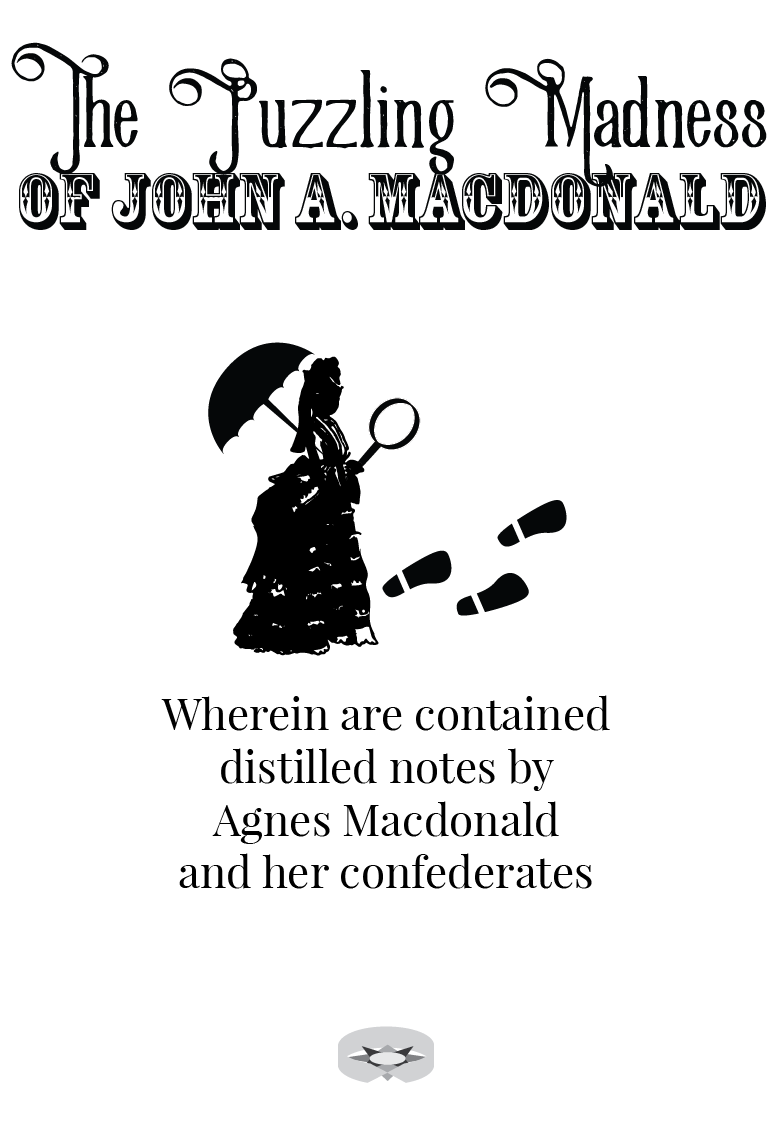 The Puzzling Madness
OF JOHN A. MACDONALD
Wherein are contained
distilled notes by
Agnes Macdonald
and her confederates